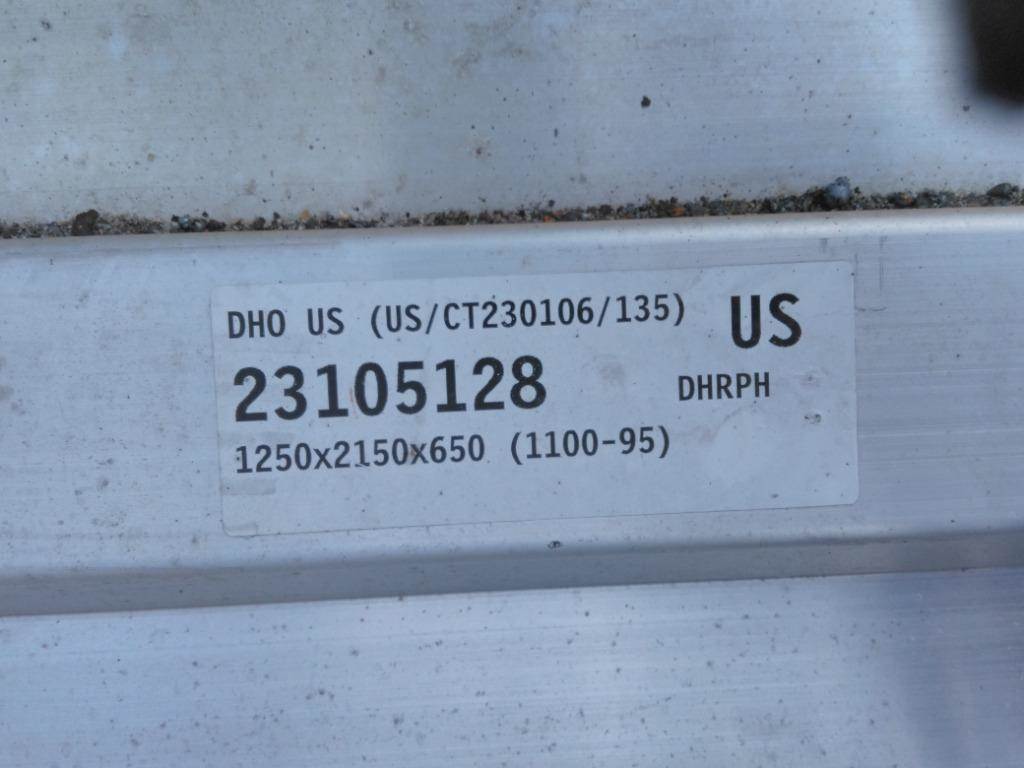 DHO US (US/CT230106/135) US
23105128 DHRPH
1250x2150x650 (1100-95)